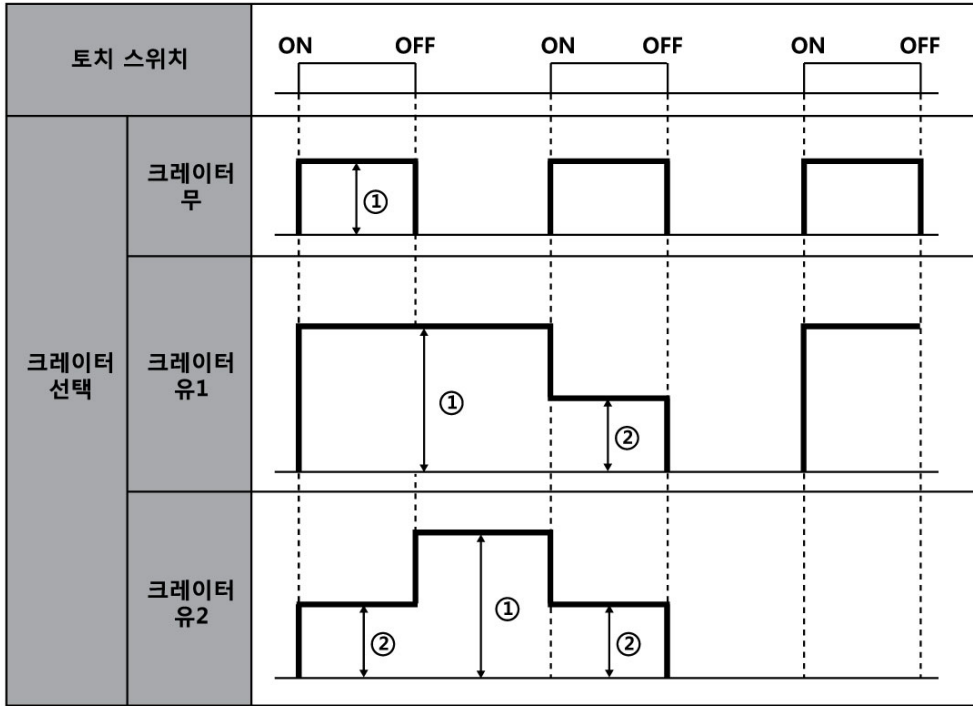 토치 스위치
ON OFF ON OFF ON OFF
크레이터 선택
크레이터
무
①
크레이터
유1
①
②
크레이터
유2
②
①
②